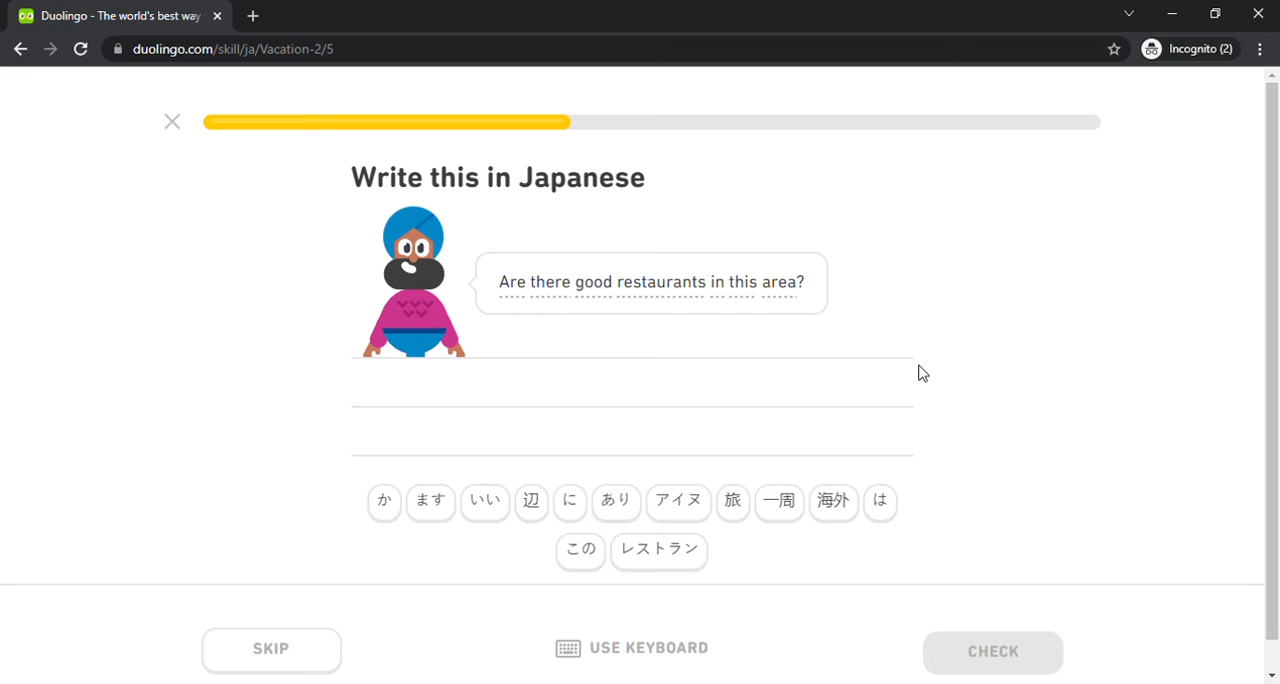 Duolingo - The world's best way
duolingo.com/skill/ja/Vacation-2/5
Incognito (2)
Write this in Japanese
Are there good restaurants in this area?
か ます いい 辺 に あり アイヌ 旅 一周 海外 は
この レストラン
SKIP USE KEYBOARD CHECK